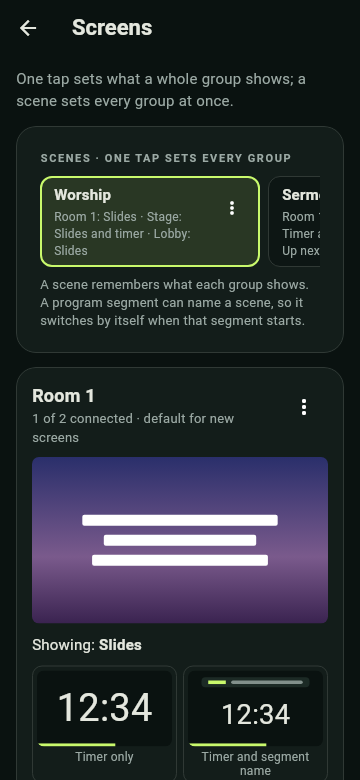 Screens
One tap sets what a whole group shows; a
scene sets every group at once.
SCENES · ONE TAP SETS EVERY GROUP
Worship
Room 1: Slides · Stage:
Slides and timer · Lobby:
Slides
Room
Timer
Up
A scene remembers what each group shows.
A program segment can name a scene, so it
switches by itself when that segment starts.
Room 1
1 of 2 connected · default for new
screens
Showing: Slides
12:34
Timer only
12:34
Timer and segment
name